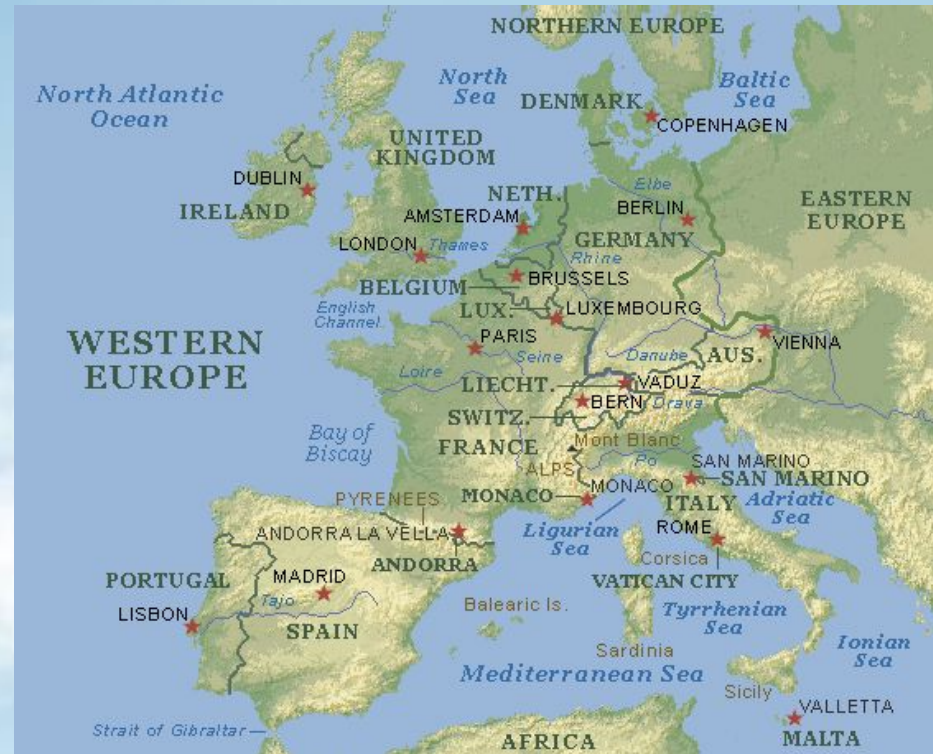 NORTHERN EUROPE
North Atlantic
Ocean
North
Sea
DENMARK
Baltic
Sea
COPENHAGEN
UNITED
KINGDOM
DUBLIN
IRELAND
NETH.
Elbe
EASTERN
EUROPE
AMSTERDAM
BERLIN
GERMANY
LONDON
Thames
Rhine
BRUSSELS
BELGIUM
English
Channel
LUX.
LUXEMBOURG
WESTERN
EUROPE
PARIS
Seine
Danube
AUS.
VIENNA
Loire
LIECHT.
VADUZ
BERN
Drava
SWITZ.
Bay of
Biscay
FRANCE
Mont Blanc
ALPS
Po
SAN MARINO
SAN MARINO
PYRENEES
MONACO
MONACO
ITALY
Adriatic
Sea
ANDORRA LA VELLA
Ligurian
Sea
ROME
ANDORRA
Corsica
VATICAN CITY
PORTUGAL
MADRID
Tajo
LISBON
SPAIN
Balearic Is.
Tyrrhenian
Sea
Ionian
Sea
Sardinia
Mediterranean Sea
Sicily
VALLETTA
Strait of Gibraltar
AFRICA
MALTA